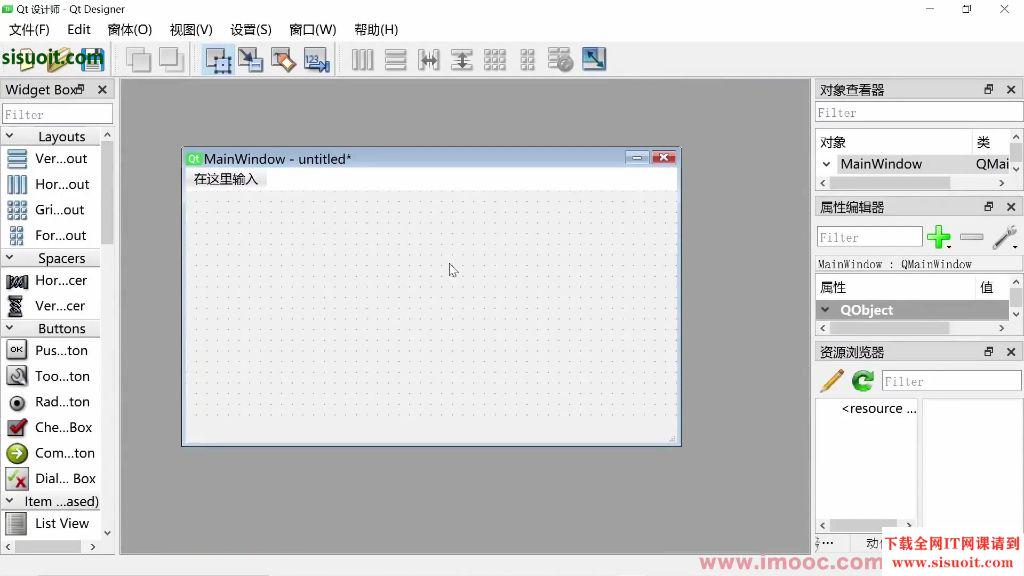 Qt 设计师 - Qt Designer
文件(F) Edit 窗体(O) 视图(V) 设置(S) 窗口(W) 帮助(H)
sisuoit.com
Widget Box
Filter
Layouts
Ver...out
Hor...out
Gri...out
For...out
Spacers
Hor...cer
Ver...cer
Buttons
OK Pus...ton
Too...ton
Rad...ton
Che...Box
Com...ton
Dial... Box
Item ...ased)
List View
Qt MainWindow - untitled*
在这里输入
对象查看器
Filter
对象 类
MainWindow QMai
属性编辑器
Filter
MainWindow : QMainWindow
属性 值
QObject
资源浏览器
Filter
<resource ...
下载全网IT网课请到
www.imooc.com
www.sisuoit.com